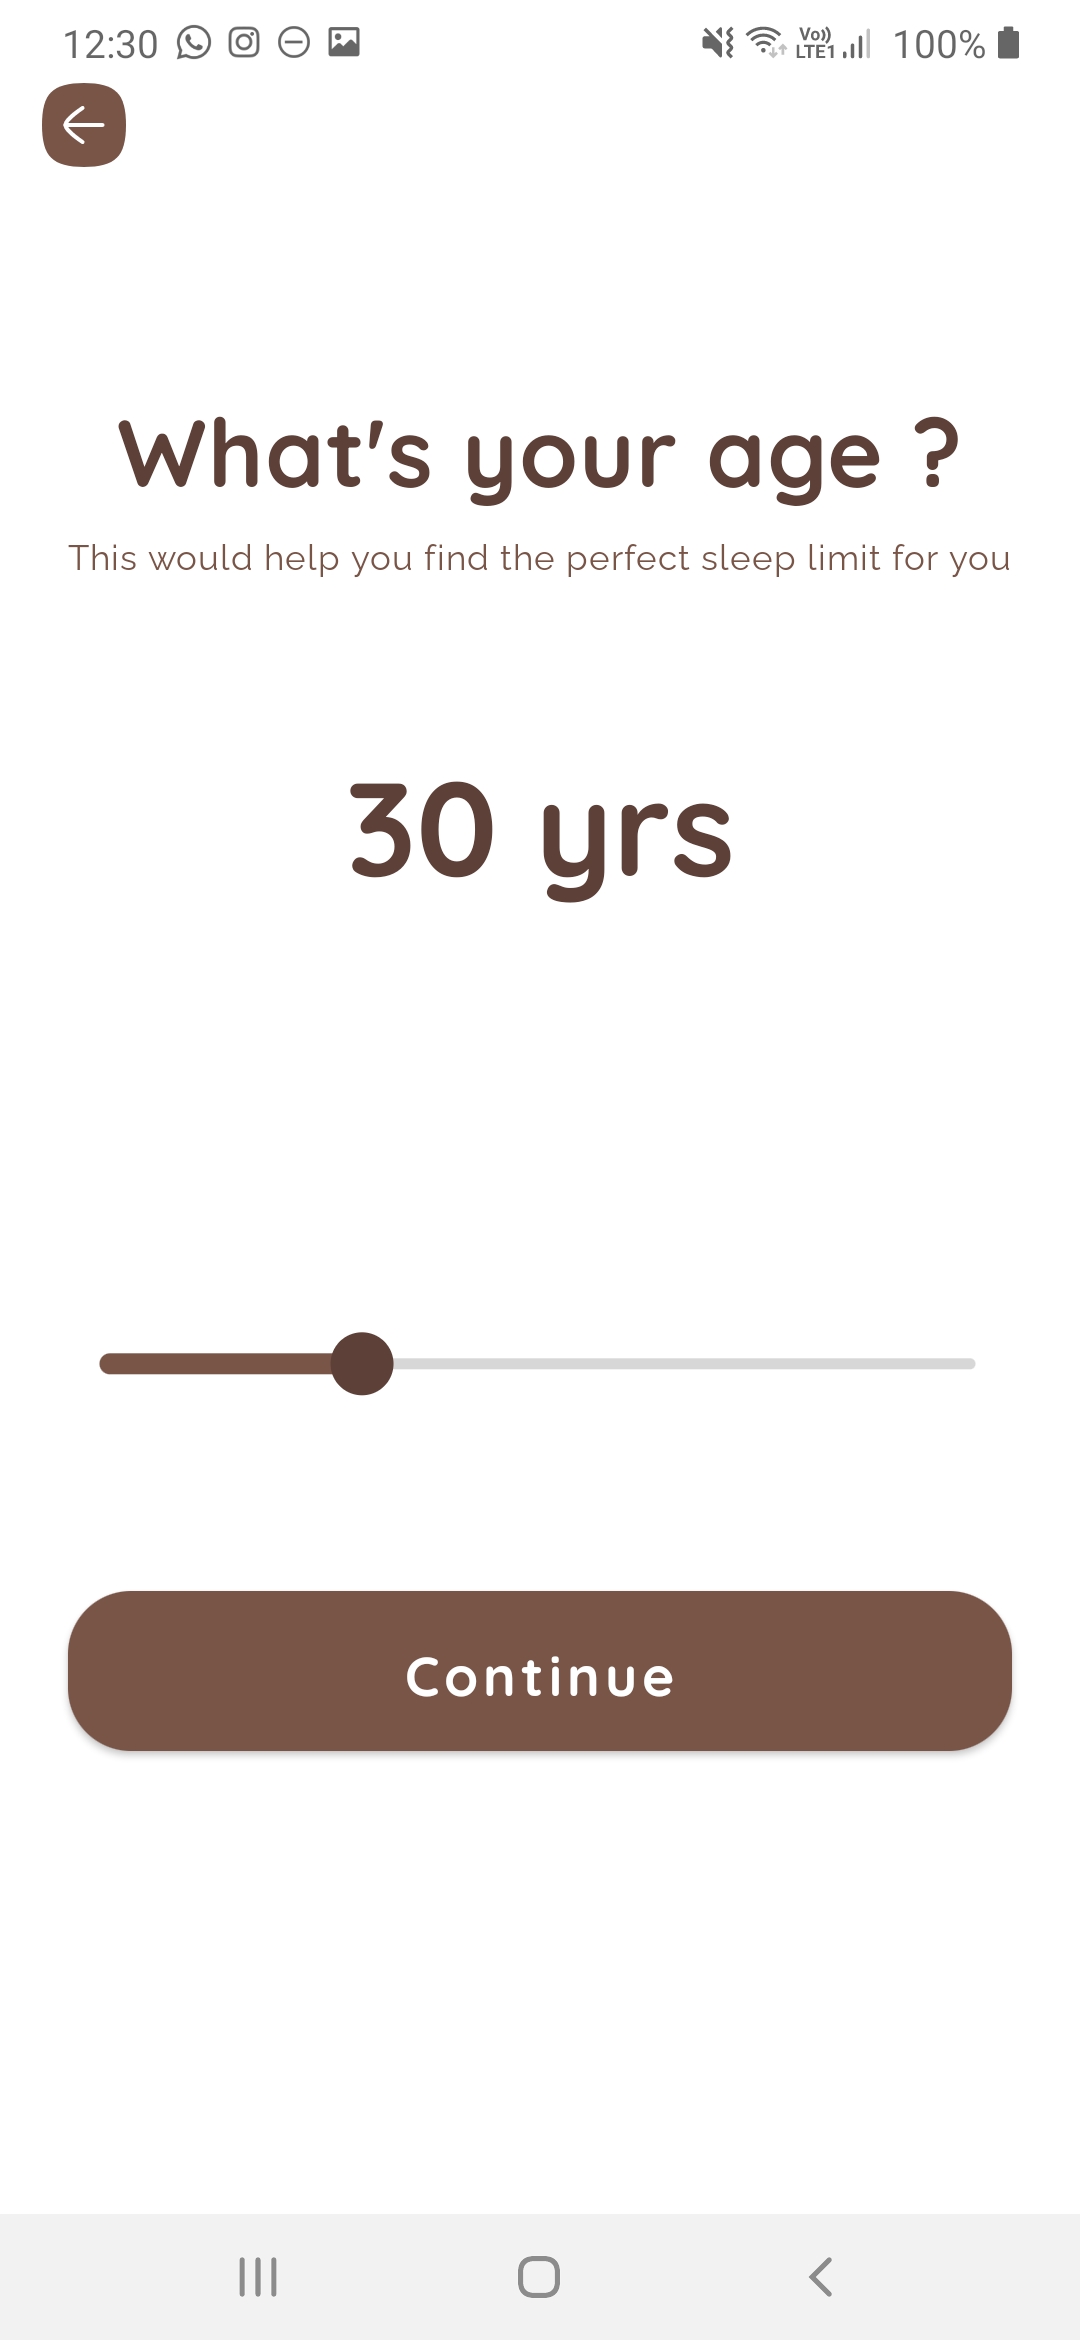 12:30 Vo)) LTE1 100%
What's your age ?
This would help you find the perfect sleep limit for you
30 yrs
Continue